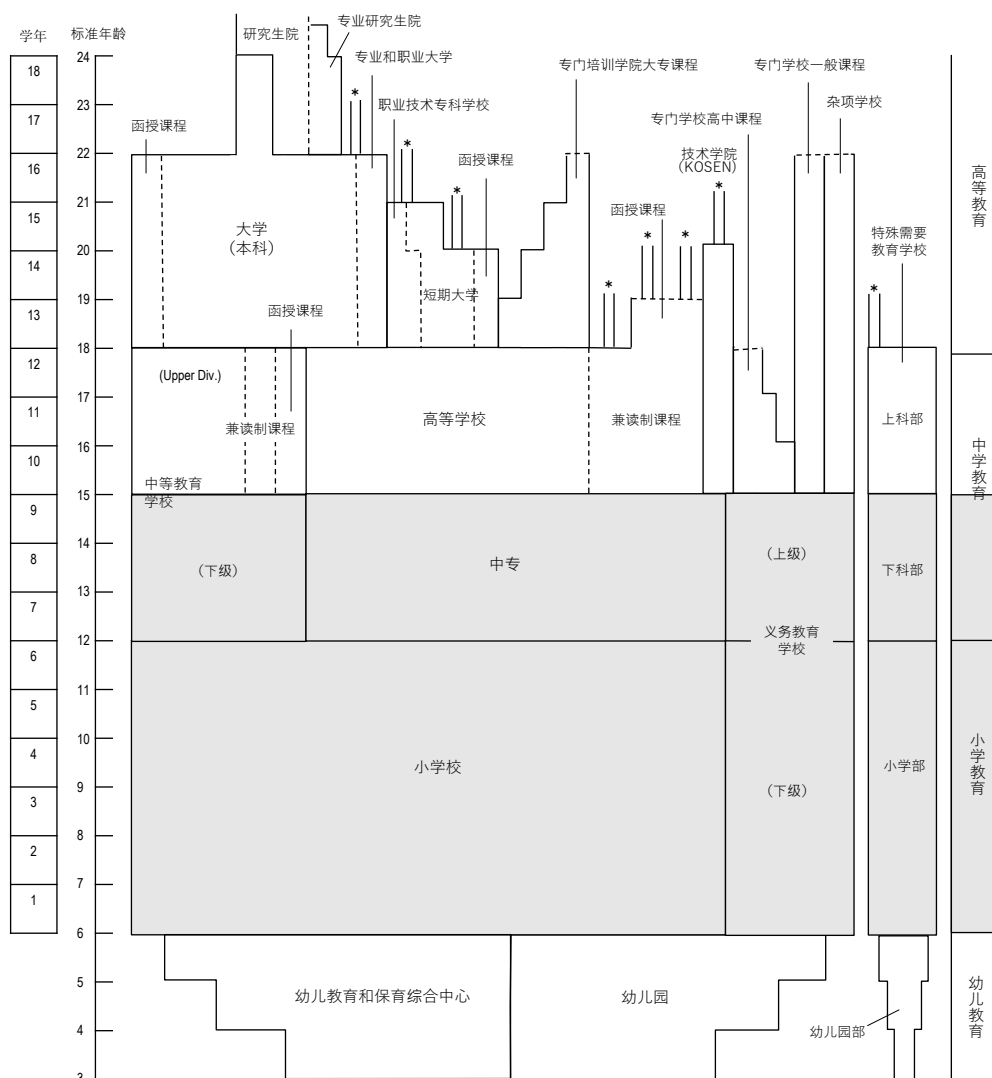 学年
标准年龄
研究生院
专业研究生院
专业和职业大学
职业技术专科学校
函授课程
函授课程
专门培训学院大专课程
专门学校高中课程
技术学院
(KOSEN)
函授课程
专门学校一般课程
杂项学校
特殊需要
教育学校
大学
(本科)
短期大学
函授课程
* * * * * * * *
(Upper Div.)
兼读制课程
中等教育
学校
高等学校
兼读制课程
上科部
(下级)
中专
(上级)
下科部
义务教育
学校
小学校
(下级)
小学部
幼儿教育和保育综合中心
幼儿园
幼儿园部
高等教育
中学教育
小学教育
幼儿教育
18
17
16
15
14
13
12
11
10
9
8
7
6
5
4
3
2
1
24
23
22
21
20
19
18
17
16
15
14
13
12
11
10
9
8
7
6
5
4
3